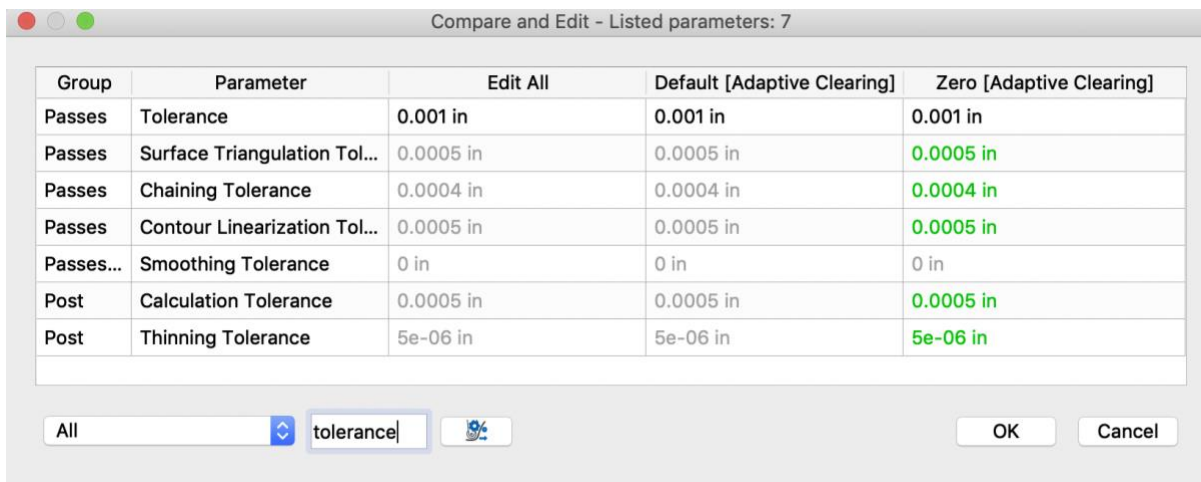 Compare and Edit - Listed parameters: 7
Group Parameter Edit All Default [Adaptive Clearing] Zero [Adaptive Clearing]
Passes Tolerance 0.001 in 0.001 in 0.001 in
Passes Surface Triangulation Tol... 0.0005 in 0.0005 in 0.0005 in
Passes Chaining Tolerance 0.0004 in 0.0004 in 0.0004 in
Passes Contour Linearization Tol... 0.0005 in 0.0005 in 0.0005 in
Passes... Smoothing Tolerance 0 in 0 in 0 in
Post Calculation Tolerance 0.0005 in 0.0005 in 0.0005 in
Post Thinning Tolerance 5e-06 in 5e-06 in 5e-06 in
All tolerance OK Cancel